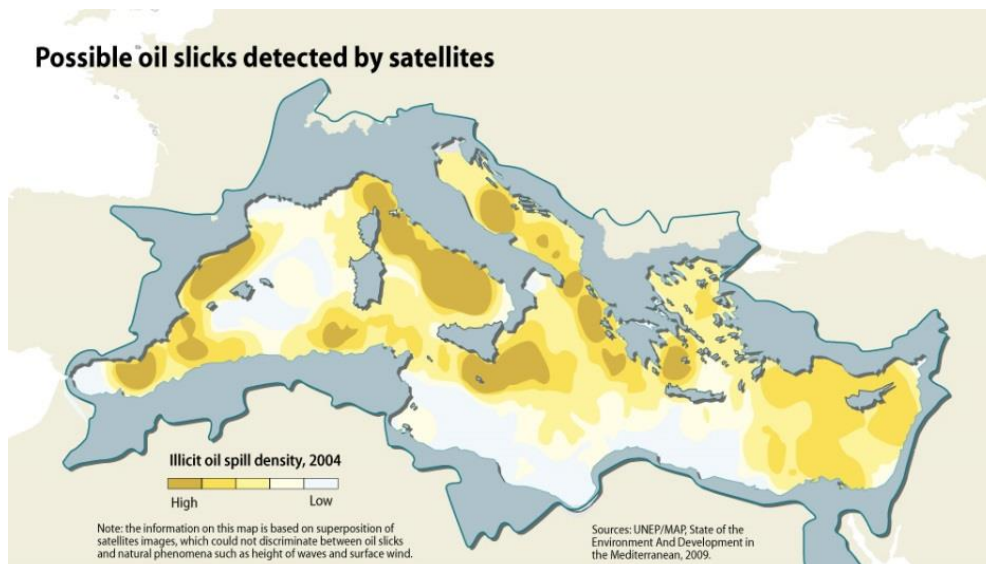 Possible oil slicks detected by satellites
Illicit oil spill density, 2004
High Low
Note: the information on this map is based on superposition of
satellites images, which could not discriminate between oil slicks
and natural phenomena such as height of waves and surface wind.
Sources: UNEP/MAP, State of the
Environment And Development in
the Mediterranean, 2009.